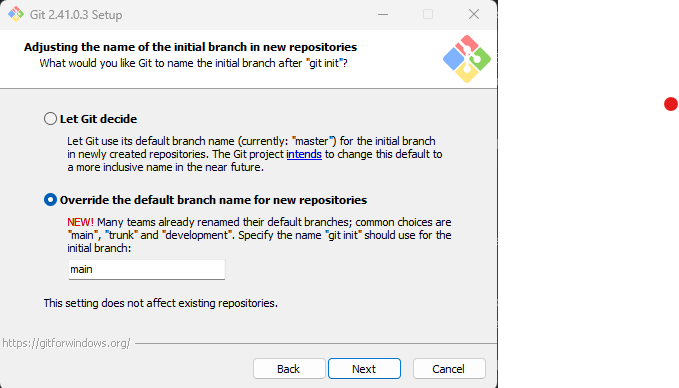 Git 2.41.0.3 Setup
Adjusting the name of the initial branch in new repositories
What would you like Git to name the initial branch after "git init"?
Let Git decide
Let Git use its default branch name (currently: "master") for the initial branch
in newly created repositories. The Git project intends to change this default to
a more inclusive name in the near future.
Override the default branch name for new repositories
NEW! Many teams already renamed their default branches; common choices are
"main", "trunk" and "development". Specify the name "git init" should use for the
initial branch:
main
This setting does not affect existing repositories.
https://gitforwindows.org/
Back Next Cancel